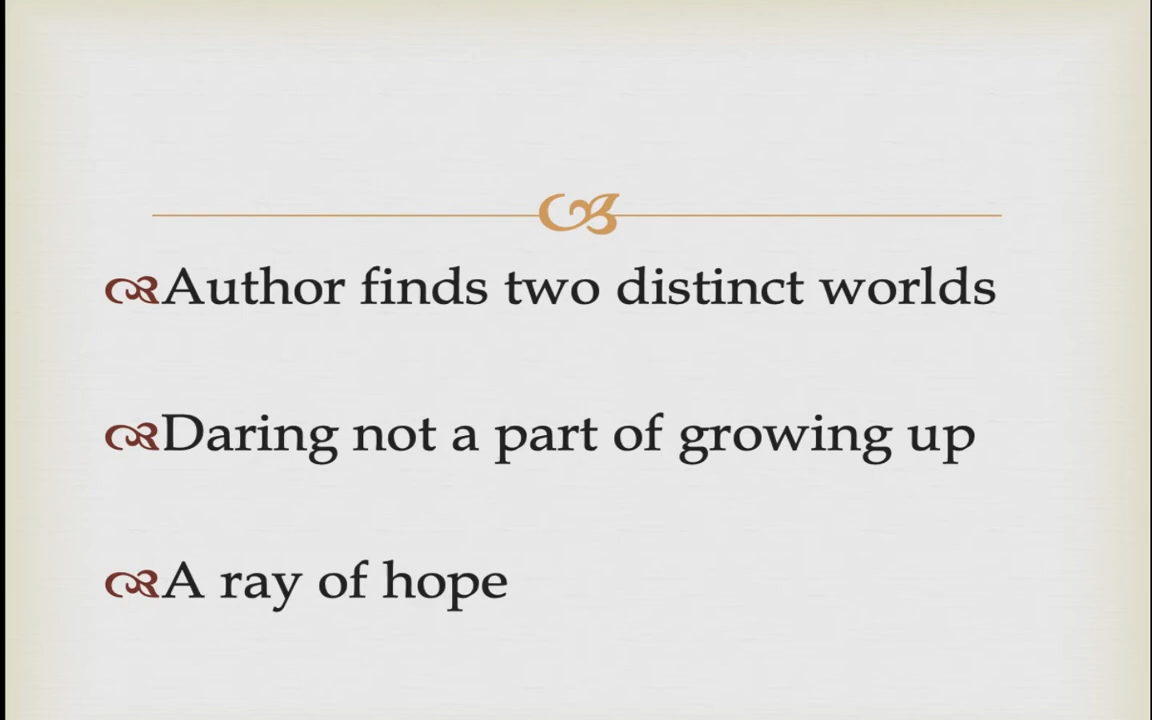 Author finds two distinct worlds
Daring not a part of growing up
A ray of hope